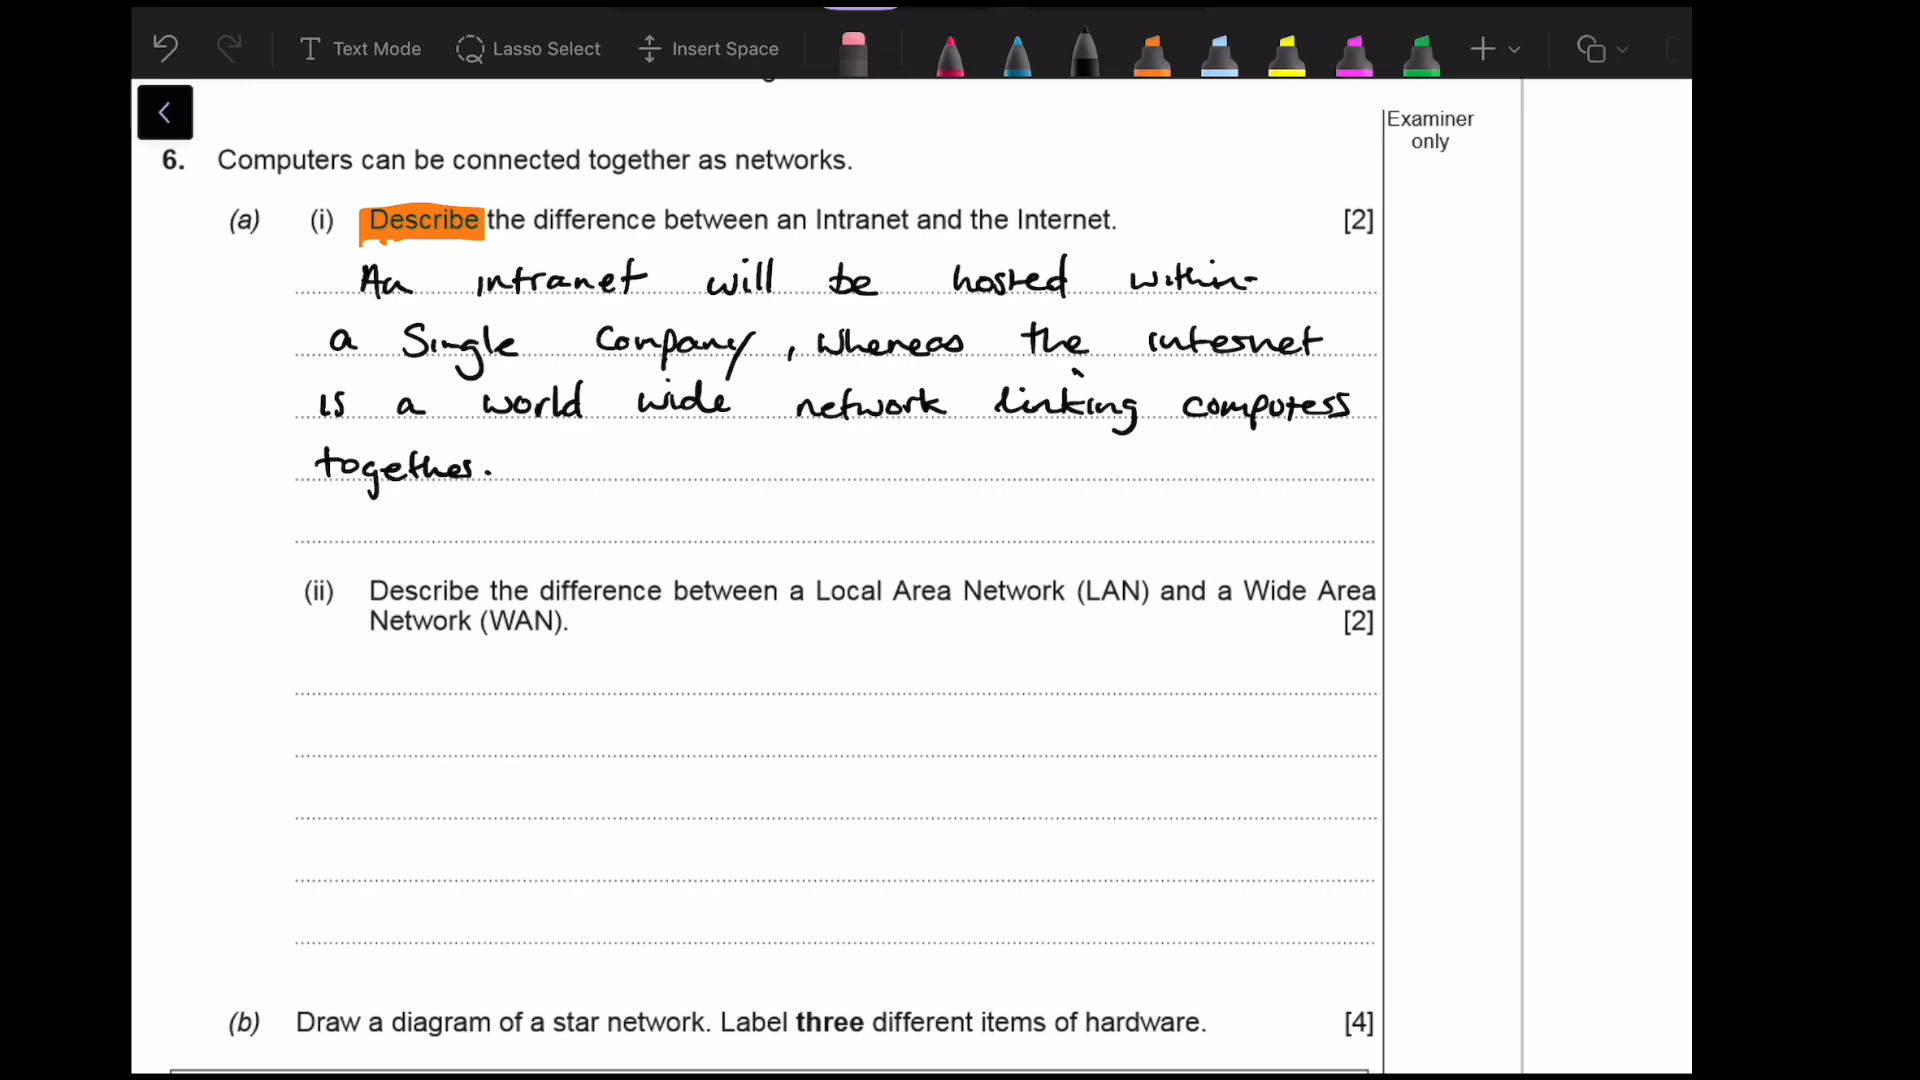 Text Mode Lasso Select Insert Space
Examiner
only
6. Computers can be connected together as networks.
(a) (i) Describe the difference between an Intranet and the Internet. [2]
An intranet will be hosted within
a single company, whereas the internet
is a world wide network linking computers
together.
(ii) Describe the difference between a Local Area Network (LAN) and a Wide Area
Network (WAN). [2]
(b) Draw a diagram of a star network. Label three different items of hardware. [4]